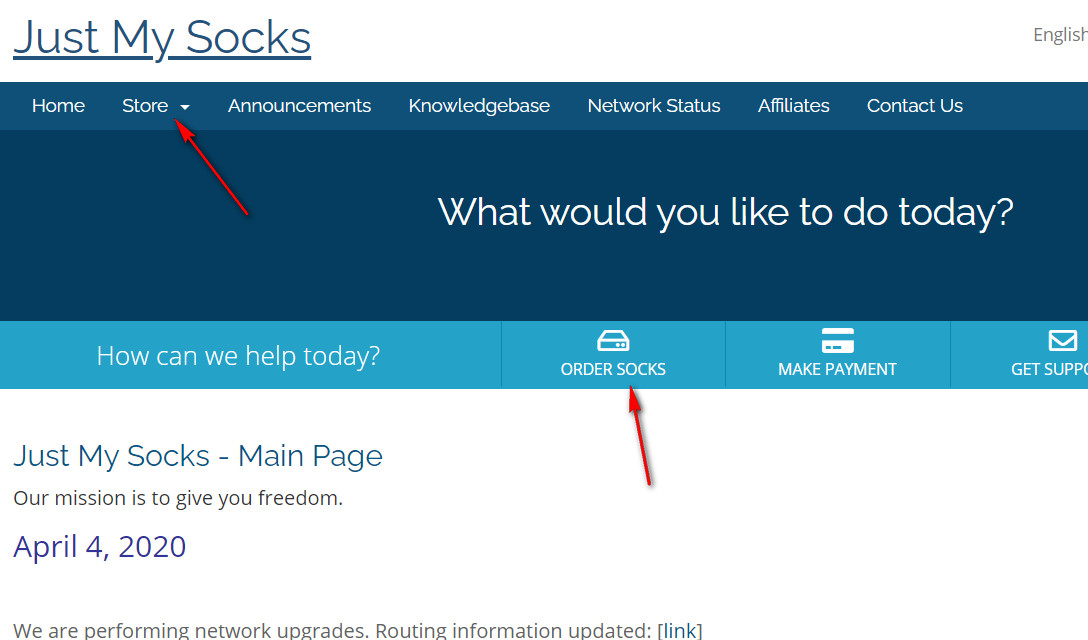 Just My Socks
English
Home Store Announcements Knowledgebase Network Status Affiliates Contact Us
What would you like to do today?
How can we help today?
ORDER SOCKS
MAKE PAYMENT
GET SUPPO
Just My Socks - Main Page
Our mission is to give you freedom.
April 4, 2020
We are performing network upgrades. Routing information updated: [link]